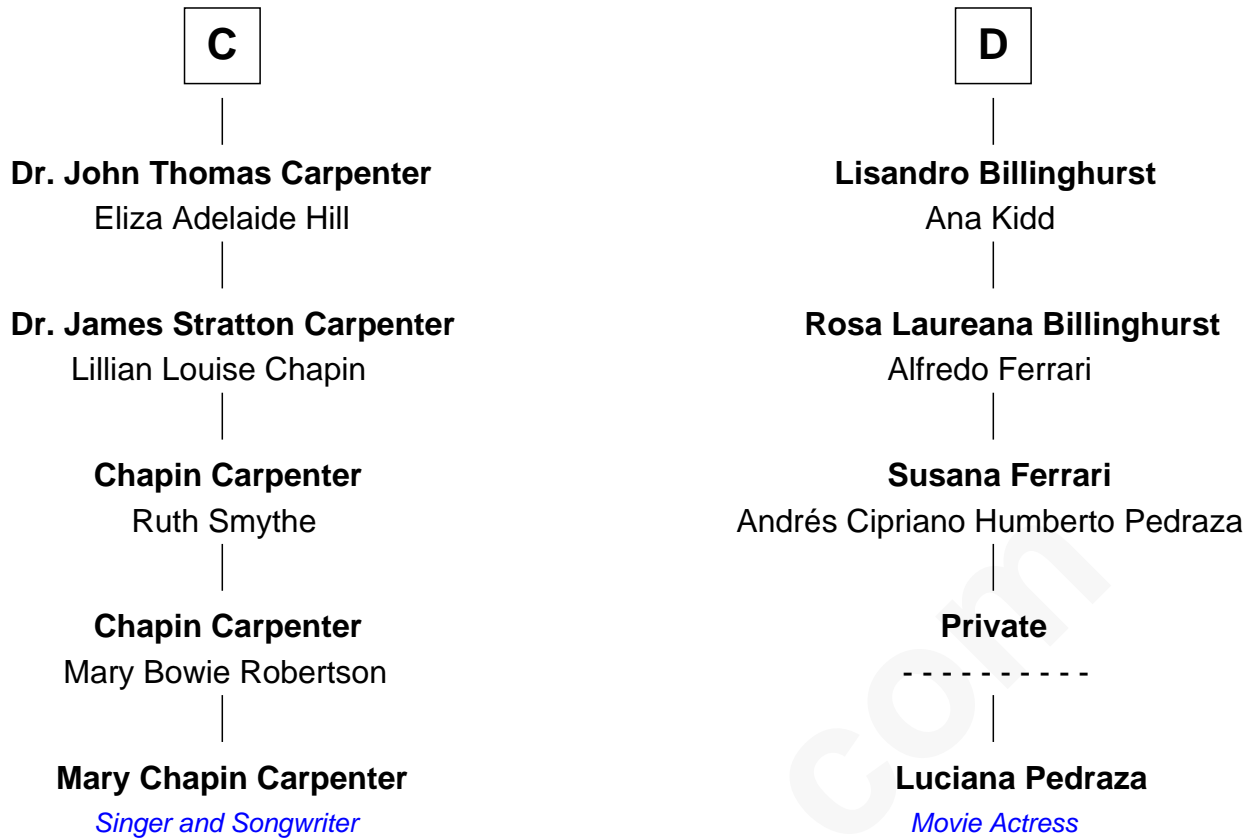 C
Dr. John Thomas Carpenter
Eliza Adelaide Hill
Dr. James Stratton Carpenter
Lillian Louise Chapin
Chapin Carpenter
Ruth Smythe
Chapin Carpenter
Mary Bowie Robertson
Mary Chapin Carpenter
Singer and Songwriter
D
Lisandro Billinghurst
Ana Kidd
Rosa Laureana Billinghurst
Alfredo Ferrari
Susana Ferrari
Andrés Cipriano Humberto Pedraza
Private
- - - - - - - - - -
Luciana Pedraza
Movie Actress
com